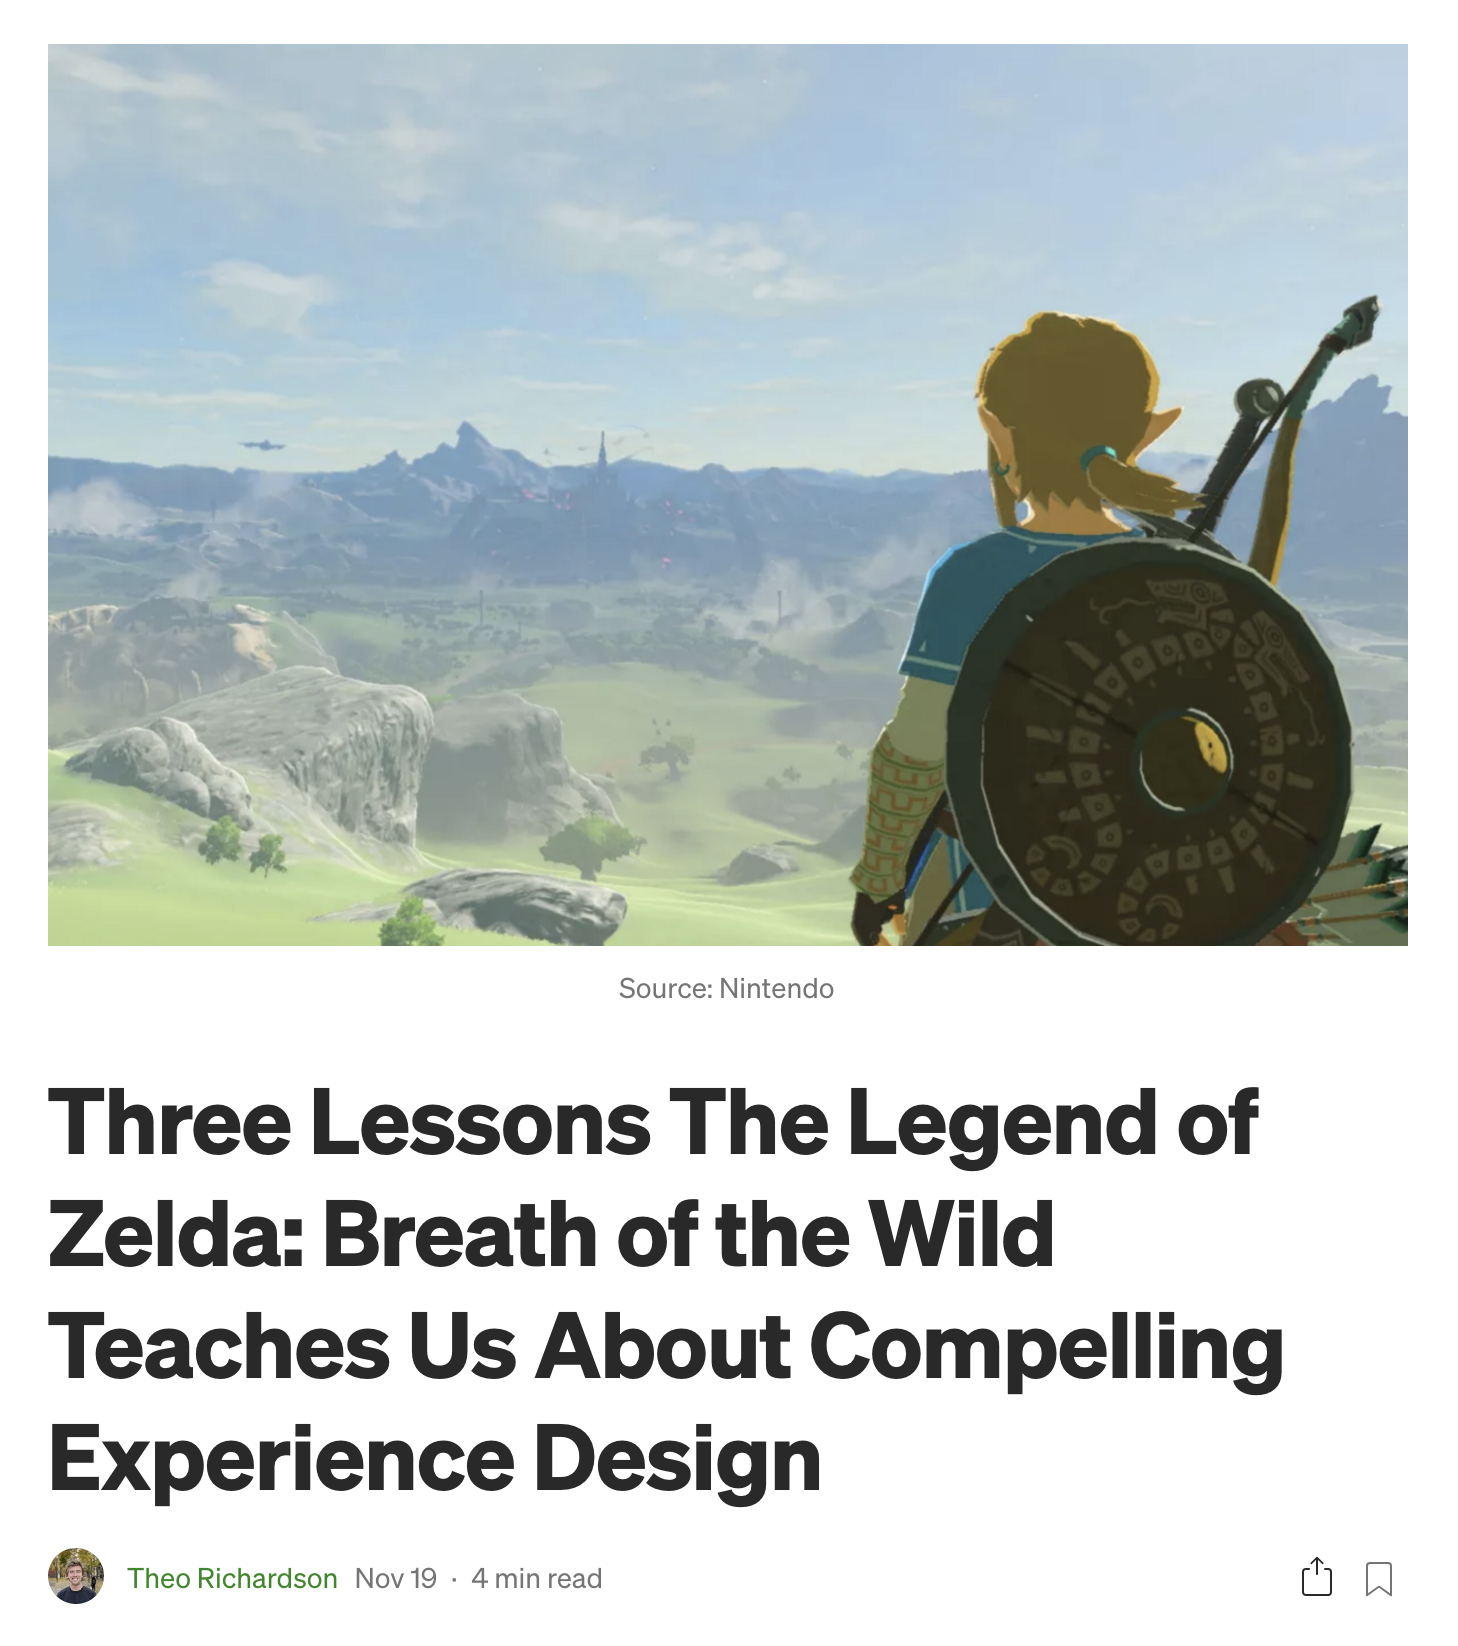 Source: Nintendo
Three Lessons The Legend of
Zelda: Breath of the Wild
Teaches Us About Compelling
Experience Design
Theo Richardson Nov 19 · 4 min read